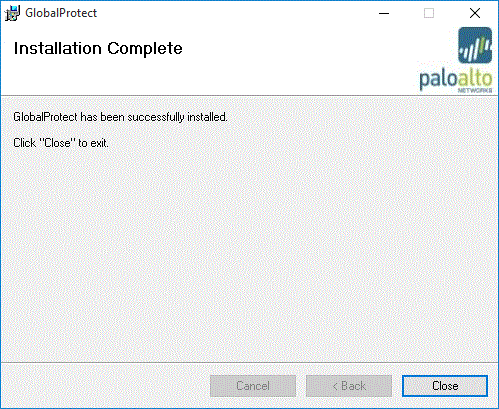 GlobalProtect
Installation Complete
paloalto
NETWORKS
GlobalProtect has been successfully installed.
Click "Close" to exit.
Cancel
< Back
Close